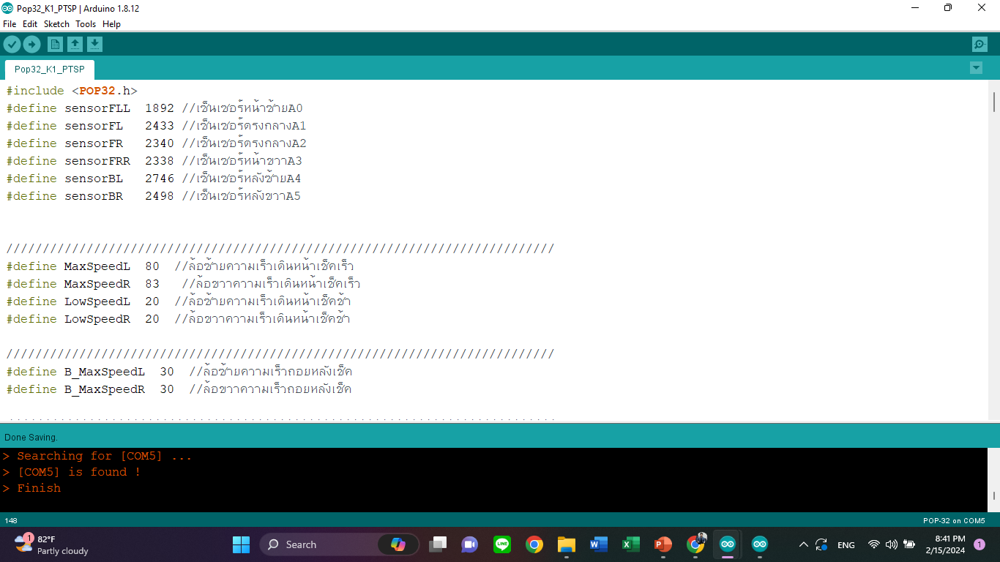 Pop32_K1_PTSP | Arduino 1.8.12
File Edit Sketch Tools Help
Pop32_K1_PTSP
#include <POP32.h>
#define sensorFLL 1892 //เซ็นเซอร์หน้าซ้ายA0
#define sensorFL 2433 //เซ็นเซอร์ตรงกลางA1
#define sensorFR 2340 //เซ็นเซอร์ตรงกลางA2
#define sensorFRR 2338 //เซ็นเซอร์หน้าขวาA3
#define sensorBL 2746 //เซ็นเซอร์หลังซ้ายA4
#define sensorBR 2498 //เซ็นเซอร์หลังขวาA5
///////////////////////////////////////////////////////////////////////////
#define MaxSpeedL 80 //ล้อซ้ายความเร็วเดินหน้าเช็คเร็ว
#define MaxSpeedR 83 //ล้อขวาความเร็วเดินหน้าเช็คเร็ว
#define LowSpeedL 20 //ล้อซ้ายความเร็วเดินหน้าเช็คช้า
#define LowSpeedR 20 //ล้อขวาความเร็วเดินหน้าเช็คช้า
///////////////////////////////////////////////////////////////////////////
#define B_MaxSpeedL 30 //ล้อซ้ายความเร็วถอยหลังเช็ค
#define B_MaxSpeedR 30 //ล้อขวาความเร็วถอยหลังเช็ค
Done Saving.
> Searching for [COM5] ...
> [COM5] is found !
> Finish
148
POP-32 on COM5
1
82°F
Partly cloudy
Search
LINE
ENG
8:41 PM
2/15/2024
1